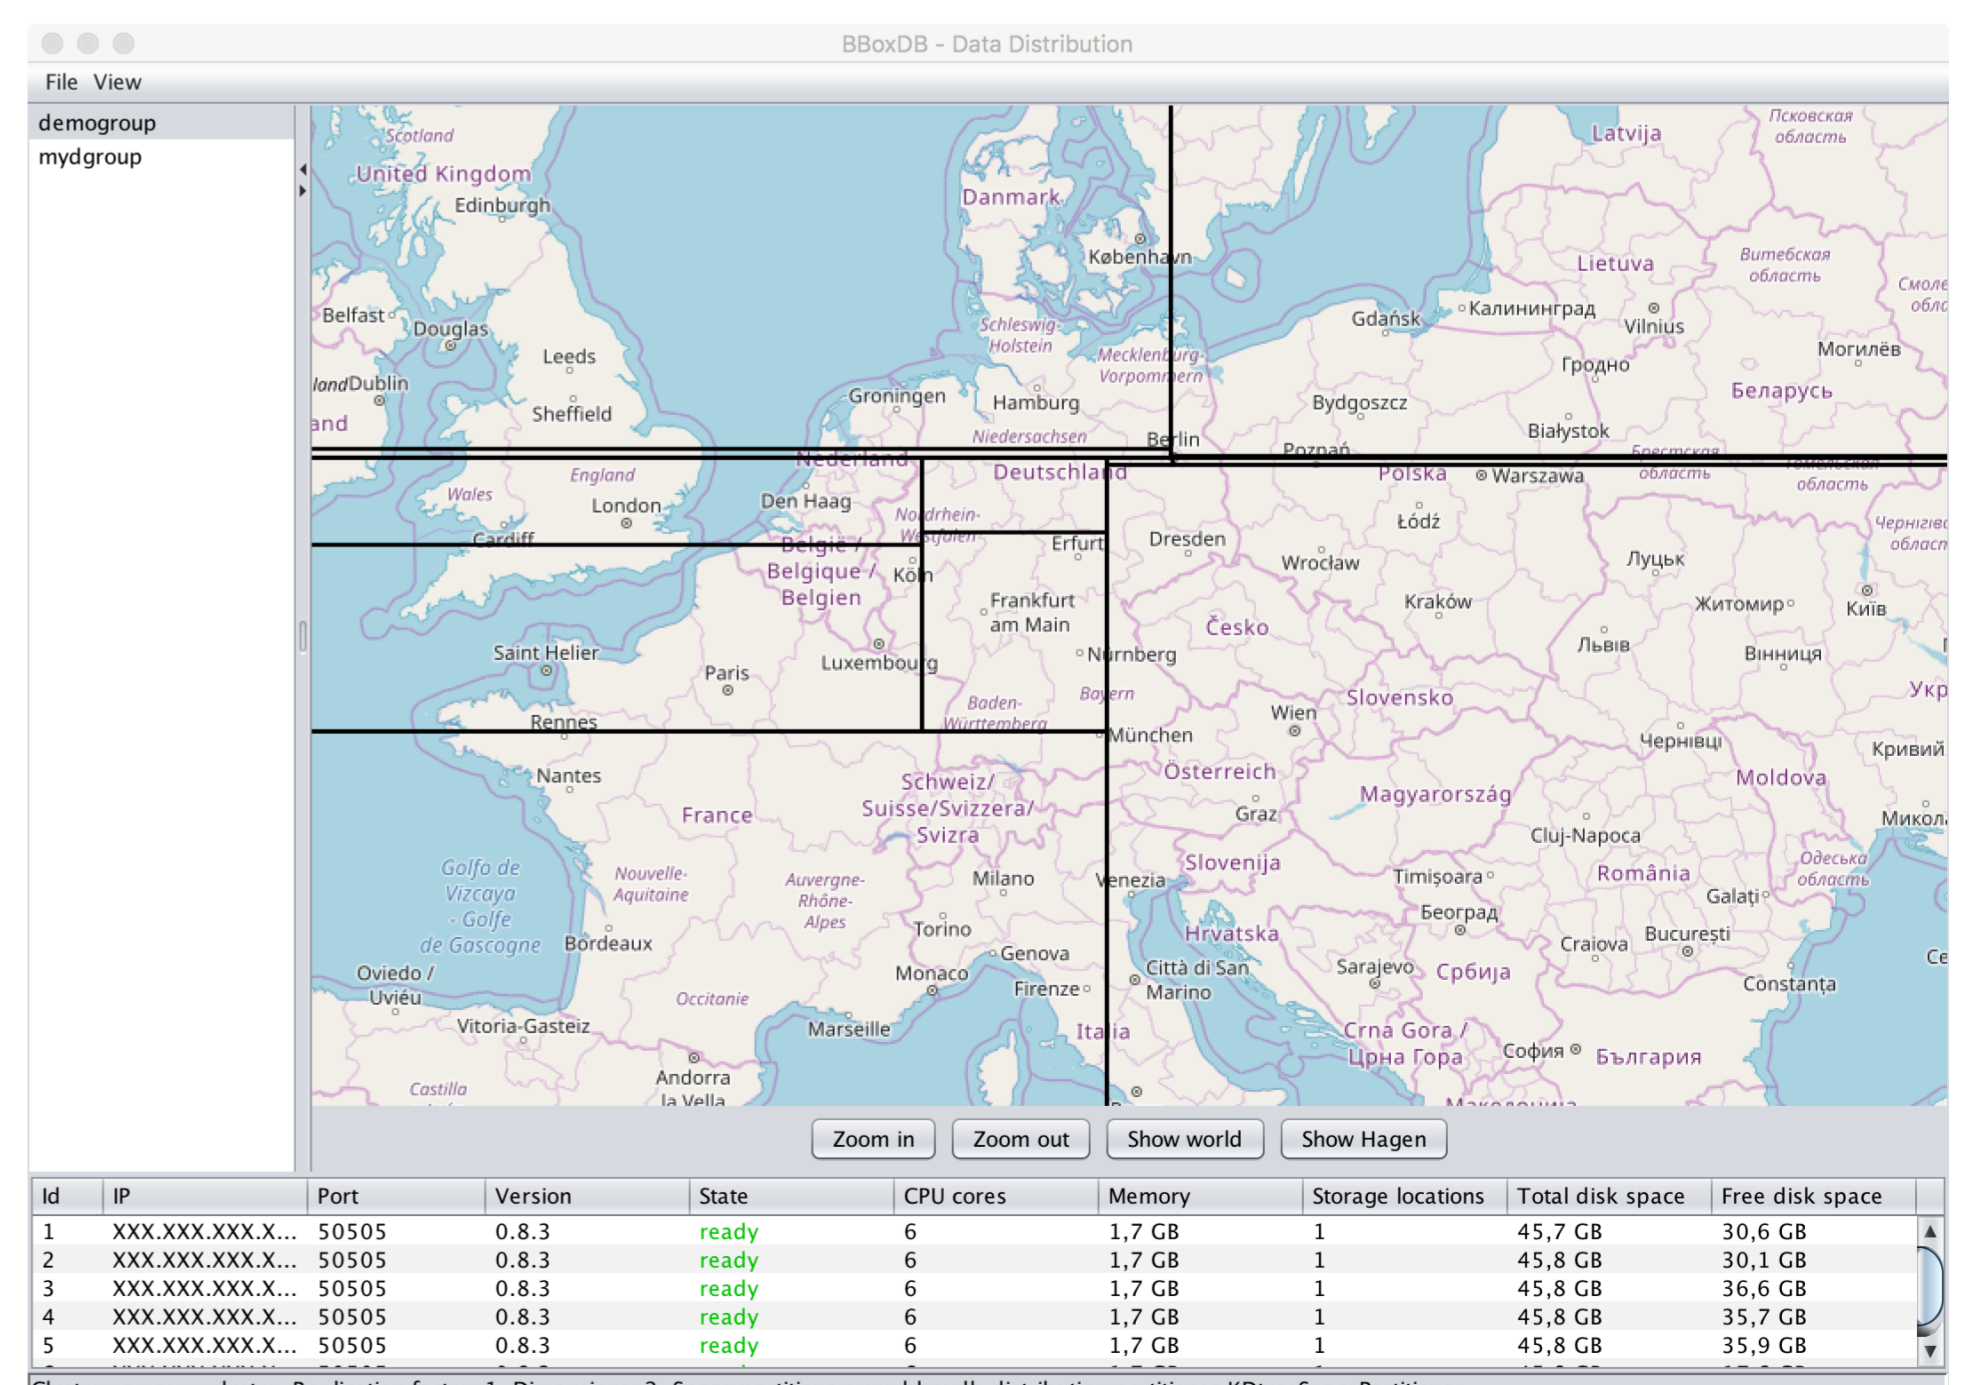 BBoxDB - Data Distribution
File View
demogroup
mydgroup
Scotland
United Kingdom
Edinburgh
Belfast
Douglas
Leeds
Dublin
Sheffield
England
Wales
London
Cardiff
Danmark
København
Schleswig-
Holstein
Mecklenburg-
Vorpommern
Groningen
Hamburg
Niedersachsen
Berlin
Nederland
Deutschland
Den Haag
Nordrhein-
Westfalen
Erfurt
België /
Belgique /
Belgien
Köln
Frankfurt
am Main
Saint Helier
Luxembourg
Nürnberg
Paris
Bayern
Baden-
Württemberg
Rennes
München
Latvija
Псковская
область
Lietuva
Витебская
область
Gdańsk
Калининград
Vilnius
Могилёв
Гродно
Bydgoszcz
Беларусь
Białystok
Poznań
Брестская
область
Polska
Warszawa
область
Dresden
Łódź
Wrocław
Луцьк
Kraków
Житомир
Київ
Česko
Львів
Вінниця
Slovensko
Wien
Чернівці
Кривий
Nantes
Schweiz/
Suisse/Svizzera/
Svizra
France
Österreich
Magyarország
Moldova
Graz
Cluj-Napoca
Golfo de
Vizcaya
- Golfe
de Gascogne
Nouvelle-
Aquitaine
Auvergne-
Rhône-
Alpes
Milano
Venezia
Slovenija
Timișoara
România
Одеська
область
Galați
Београд
Torino
Hrvatska
Bordeaux
Craiova
București
Genova
Oviedo /
Uviéu
Monaco
Firenze
Città di San
Marino
Sarajevo
Србија
Constanța
Occitanie
Vitoria-Gasteiz
Marseille
Italia
Crna Gora /
Црна Гора
София
България
Andorra
la Vella
Castilla
Zoom in Zoom out Show world Show Hagen
Id IP Port Version State CPU cores Memory Storage locations Total disk space Free disk space
1 XXX.XXX.XXX.X... 50505 0.8.3 ready 6 1,7 GB 1 45,7 GB 30,6 GB
2 XXX.XXX.XXX.X... 50505 0.8.3 ready 6 1,7 GB 1 45,8 GB 30,1 GB
3 XXX.XXX.XXX.X... 50505 0.8.3 ready 6 1,7 GB 1 45,8 GB 36,6 GB
4 XXX.XXX.XXX.X... 50505 0.8.3 ready 6 1,7 GB 1 45,8 GB 35,7 GB
5 XXX.XXX.XXX.X... 50505 0.8.3 ready 6 1,7 GB 1 45,8 GB 35,9 GB